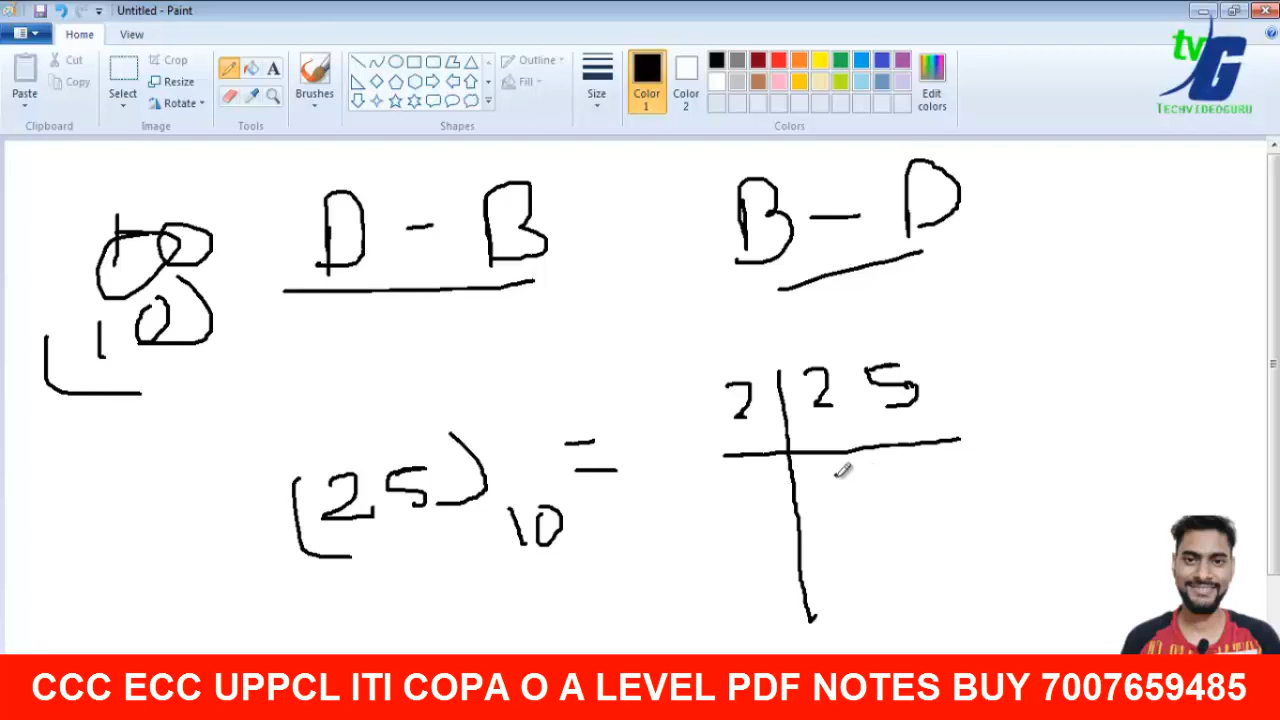 Untitled - Paint
Home View
Paste
Cut
Copy
Clipboard
Select
Crop
Resize
Rotate
Image
A
Tools
Brushes
Shapes
Outline
Fill
Size
Color 1
Color 2
Edit colors
Colors
tv G
TECHVIDEOGURU
D - B
B - D
10
2 25
(25)10 =
CCC ECC UPPCL ITI COPA O A LEVEL PDF NOTES BUY 7007659485